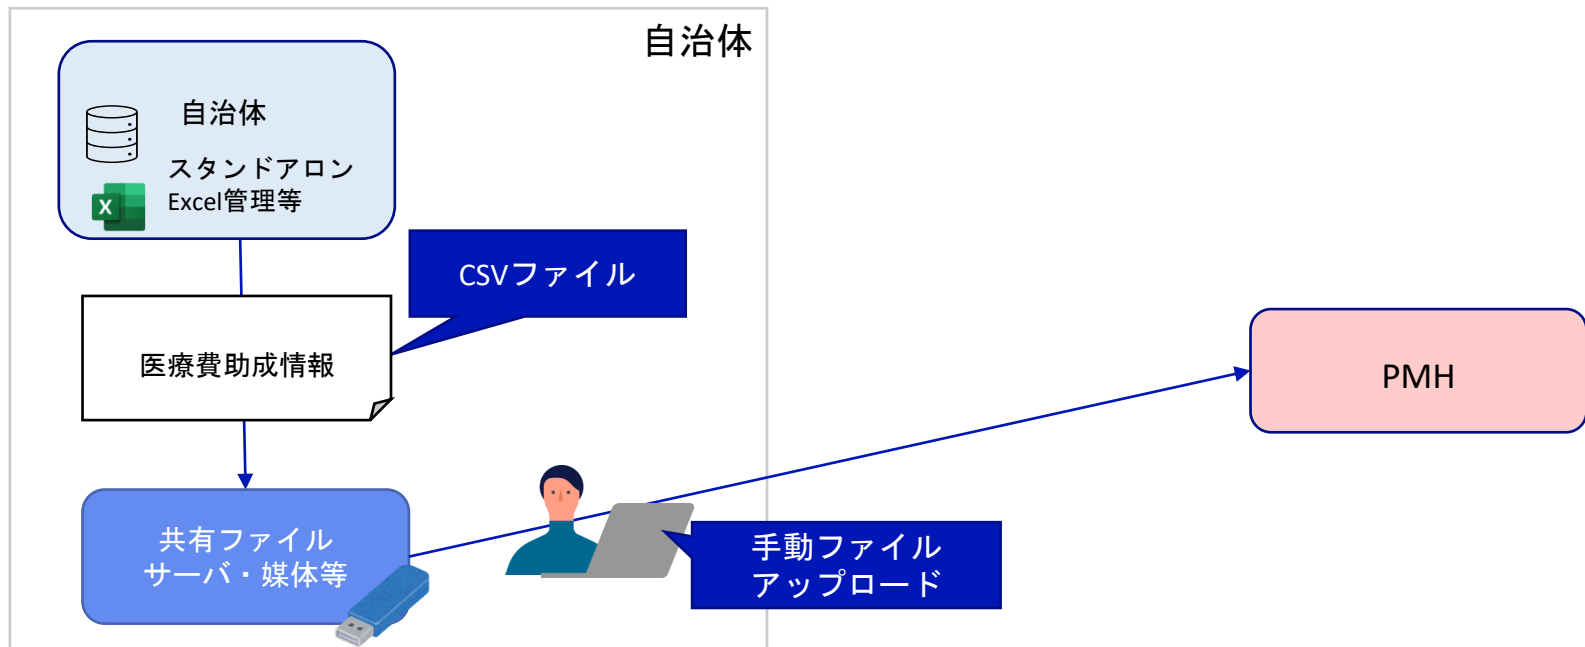 自治体
自治体
スタンドアロン
Excel管理等
X
CSVファイル
医療費助成情報
PMH
共有ファイル
サーバ・媒体等
手動ファイル
アップロード